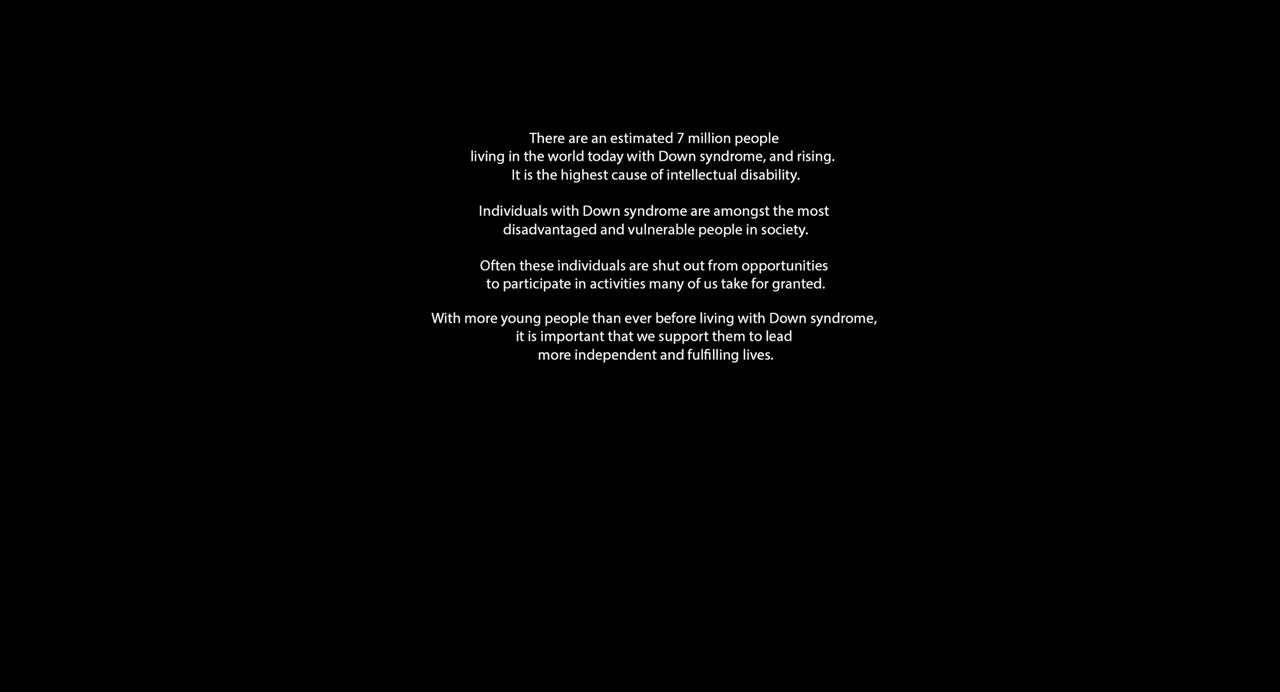 There are an estimated 7 million people
living in the world today with Down syndrome, and rising.
It is the highest cause of intellectual disability.
Individuals with Down syndrome are amongst the most
disadvantaged and vulnerable people in society.
Often these individuals are shut out from opportunities
to participate in activities many of us take for granted.
With more young people than ever before living with Down syndrome,
it is important that we support them to lead
more independent and fulfilling lives.